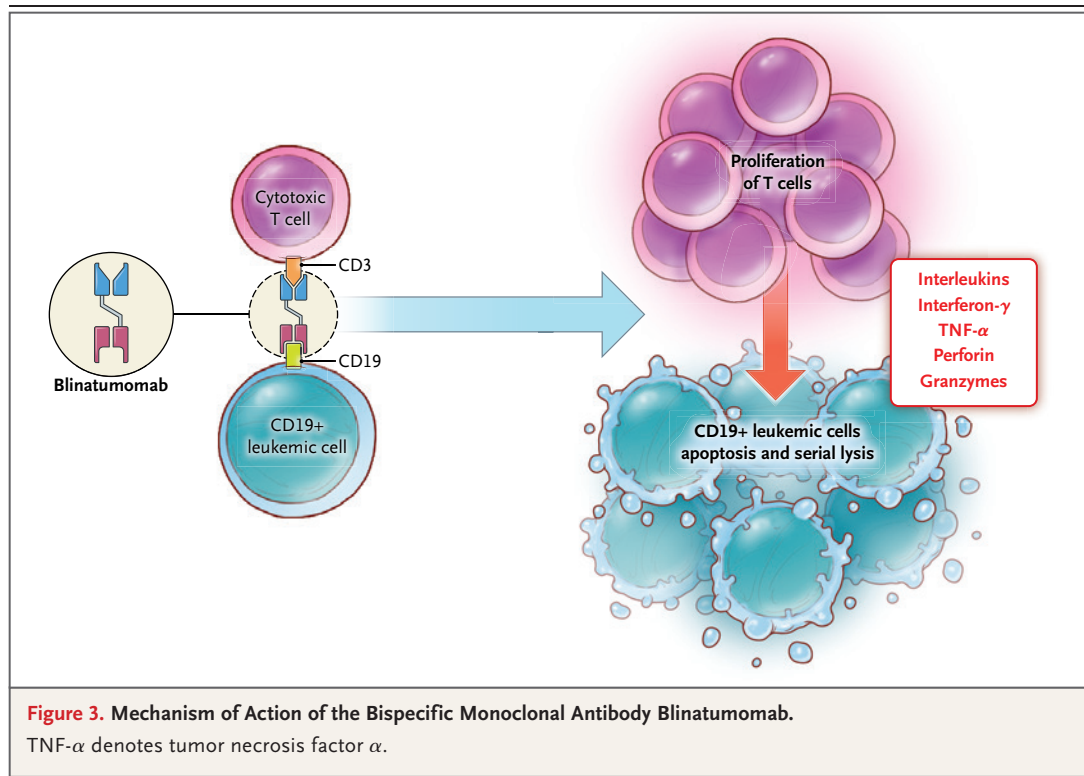 Cytotoxic
T cell
CD3
Blinatumomab
CD19
CD19+
leukemic cell
Proliferation
of T cells
Interleukins
Interferon-γ
TNF-α
Perforin
Granzymes
CD19+ leukemic cells
apoptosis and serial lysis
Figure 3. Mechanism of Action of the Bispecific Monoclonal Antibody Blinatumomab.
TNF-α denotes tumor necrosis factor α.